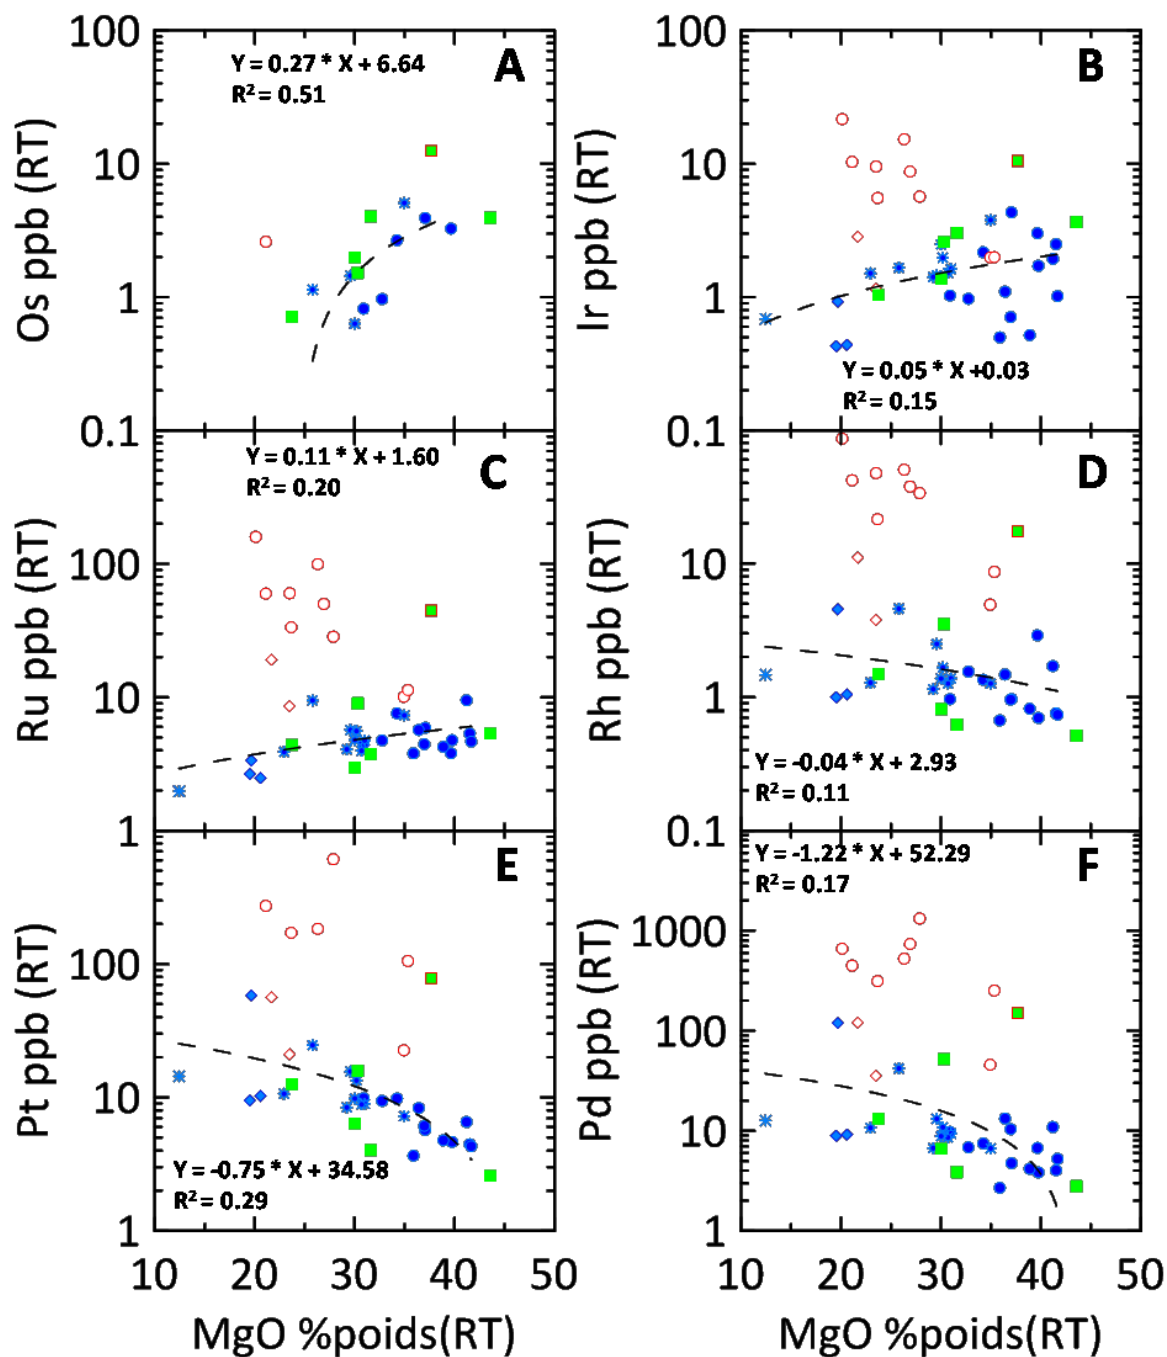 A
Y = 0.27 * X + 6.64
R² = 0.51
100
10
1
0.1
Os ppb (RT)
B
Y = 0.05 * X +0.03
R² = 0.15
Ir ppb (RT)
C
Y = 0.11 * X + 1.60
R² = 0.20
100
10
1
Ru ppb (RT)
D
Y = -0.04 * X + 2.93
R² = 0.11
0.1
10
1
0.1
Rh ppb (RT)
E
Y = -0.75 * X + 34.58
R² = 0.29
100
10
1
Pt ppb (RT)
10 20 30 40 50
MgO %poids(RT)
F
Y = -1.22 * X + 52.29
R² = 0.17
1000
100
10
1
Pd ppb (RT)
10 20 30 40 50
MgO %poids(RT)